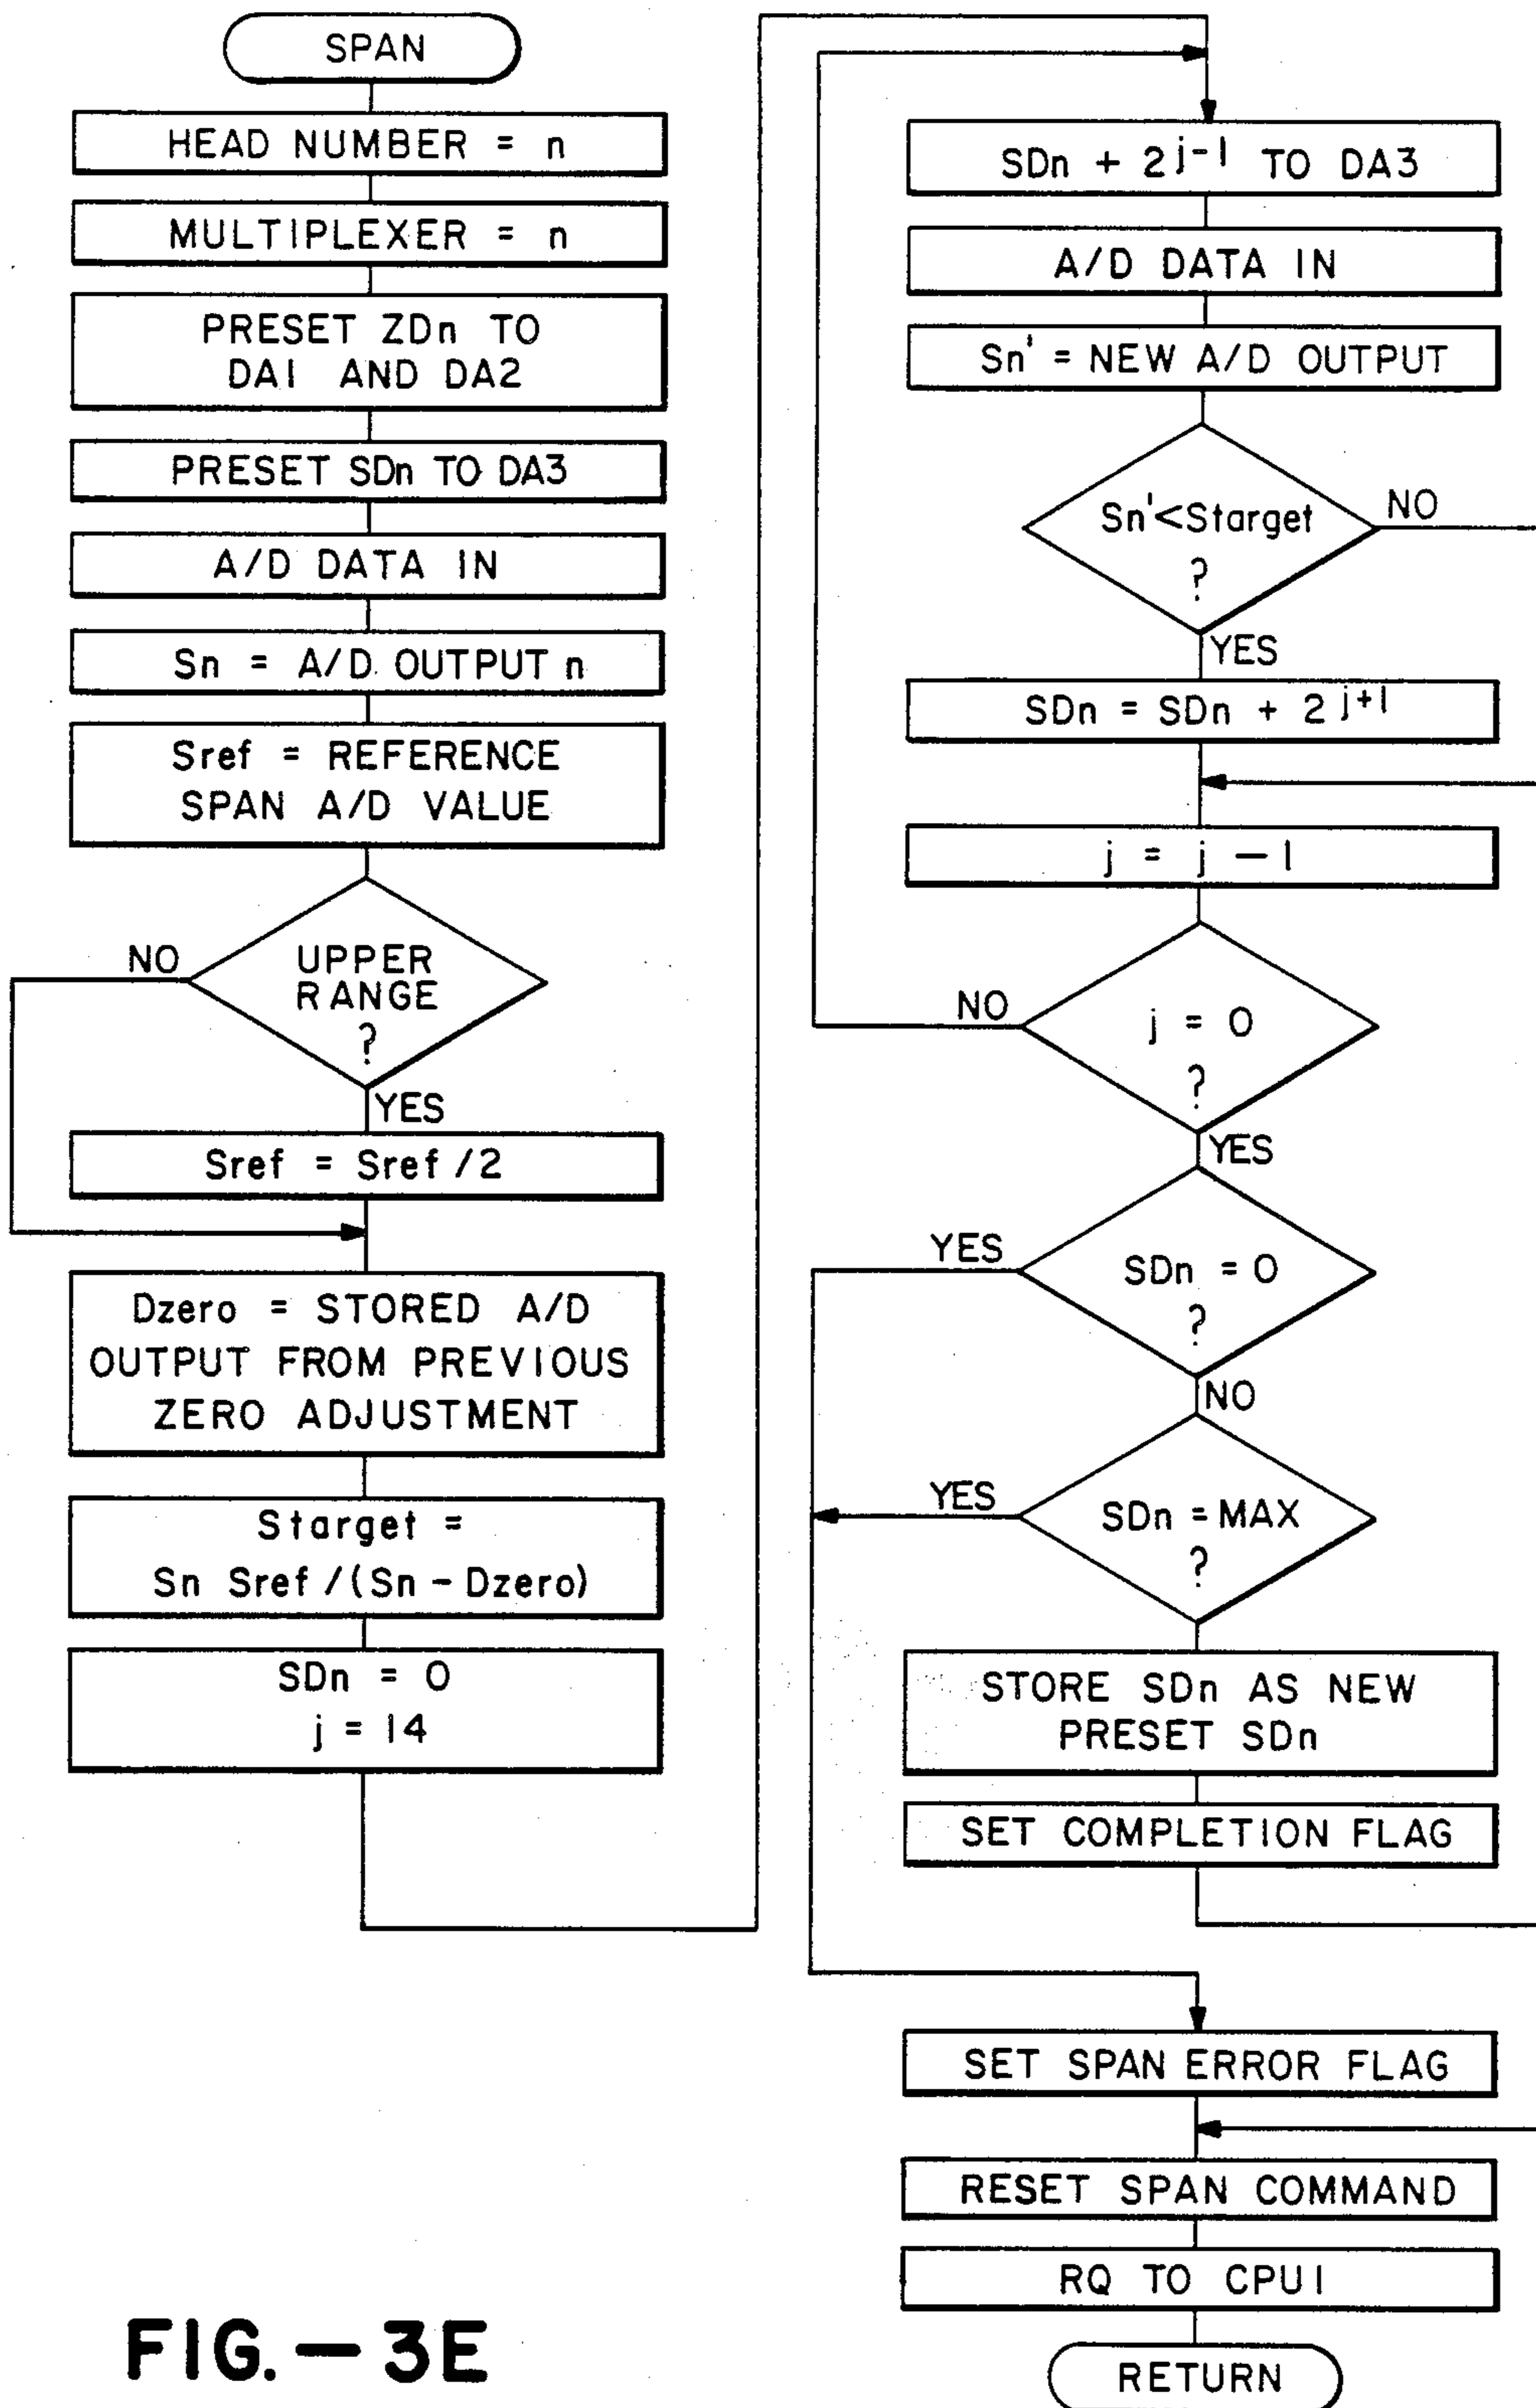 SPAN
HEAD NUMBER = n
MULTIPLEXER = n
PRESET ZDn TO
DA1 AND DA2
PRESET SDn TO DA3
A/D DATA IN
Sn = A/D OUTPUT n
Sref = REFERENCE
SPAN A/D VALUE
UPPER
RANGE
?
NO
YES
Sref = Sref / 2
Dzero = STORED A/D
OUTPUT FROM PREVIOUS
ZERO ADJUSTMENT
Starget =
Sn Sref / (Sn - Dzero)
SDn = 0
j = 14
SDn + 2^j-1 TO DA3
A/D DATA IN
Sn' = NEW A/D OUTPUT
Sn' < Starget
?
NO
YES
SDn = SDn + 2^j+1
j = j - 1
j = 0
?
NO
YES
SDn = 0
?
YES
NO
SDn = MAX
?
YES
STORE SDn AS NEW
PRESET SDn
SET COMPLETION FLAG
SET SPAN ERROR FLAG
RESET SPAN COMMAND
RQ TO CPU1
RETURN
FIG.—3E